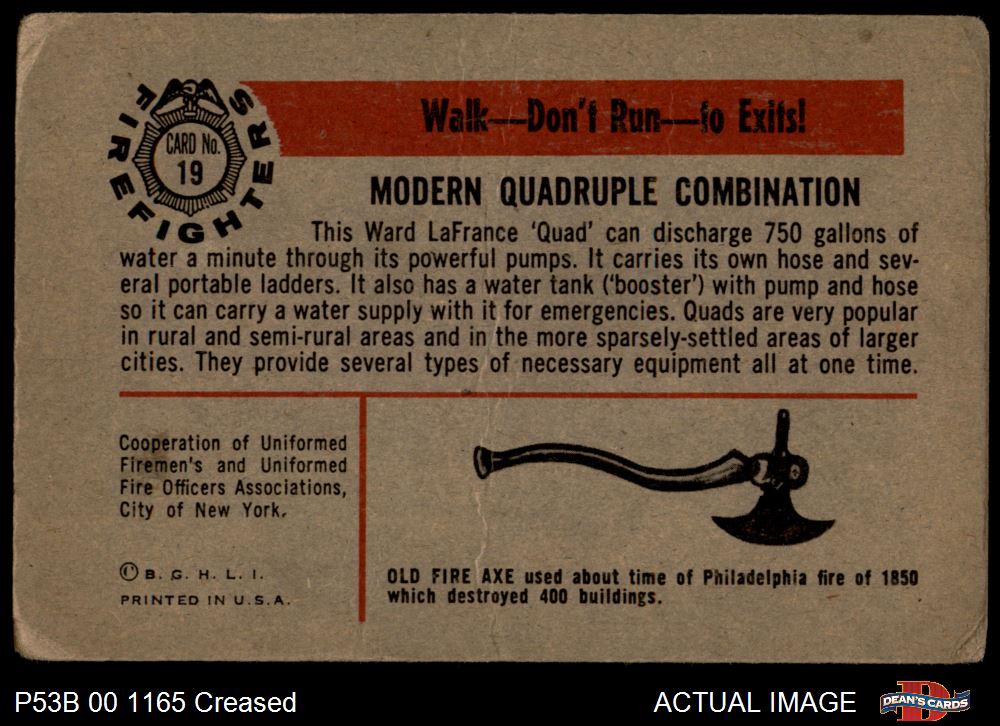 FIREFIGHTERS
CARD No.
19
Walk—Don't Run—to Exits!
MODERN QUADRUPLE COMBINATION
This Ward LaFrance 'Quad' can discharge 750 gallons of
water a minute through its powerful pumps. It carries its own hose and sev-
eral portable ladders. It also has a water tank ('booster') with pump and hose
so it can carry a water supply with it for emergencies. Quads are very popular
in rural and semi-rural areas and in the more sparsely-settled areas of larger
cities. They provide several types of necessary equipment all at one time.
Cooperation of Uniformed
Firemen's and Uniformed
Fire Officers Associations,
City of New York.
© B. G. H. L. I.
PRINTED IN U.S.A.
OLD FIRE AXE used about time of Philadelphia fire of 1850
which destroyed 400 buildings.
P53B 00 1165 Creased
ACTUAL IMAGE
DEAN'S CARDS